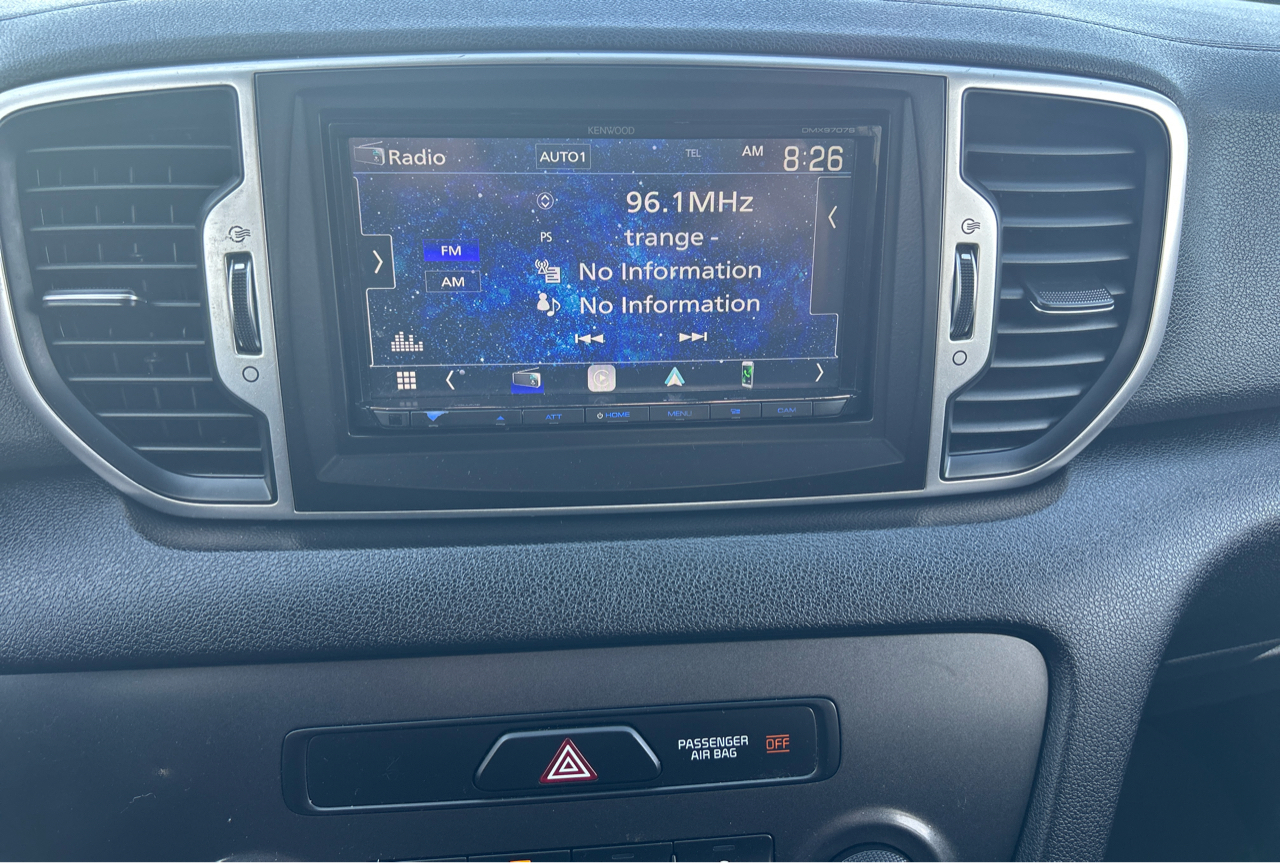 KENWOOD
DMX9707S
Radio
AUTO1
TEL
AM 8:26
96.1MHz
PS
trange -
FM
No Information
AM
No Information
ATT
HOME
MENU
CAM
PASSENGER
AIR BAG
OFF